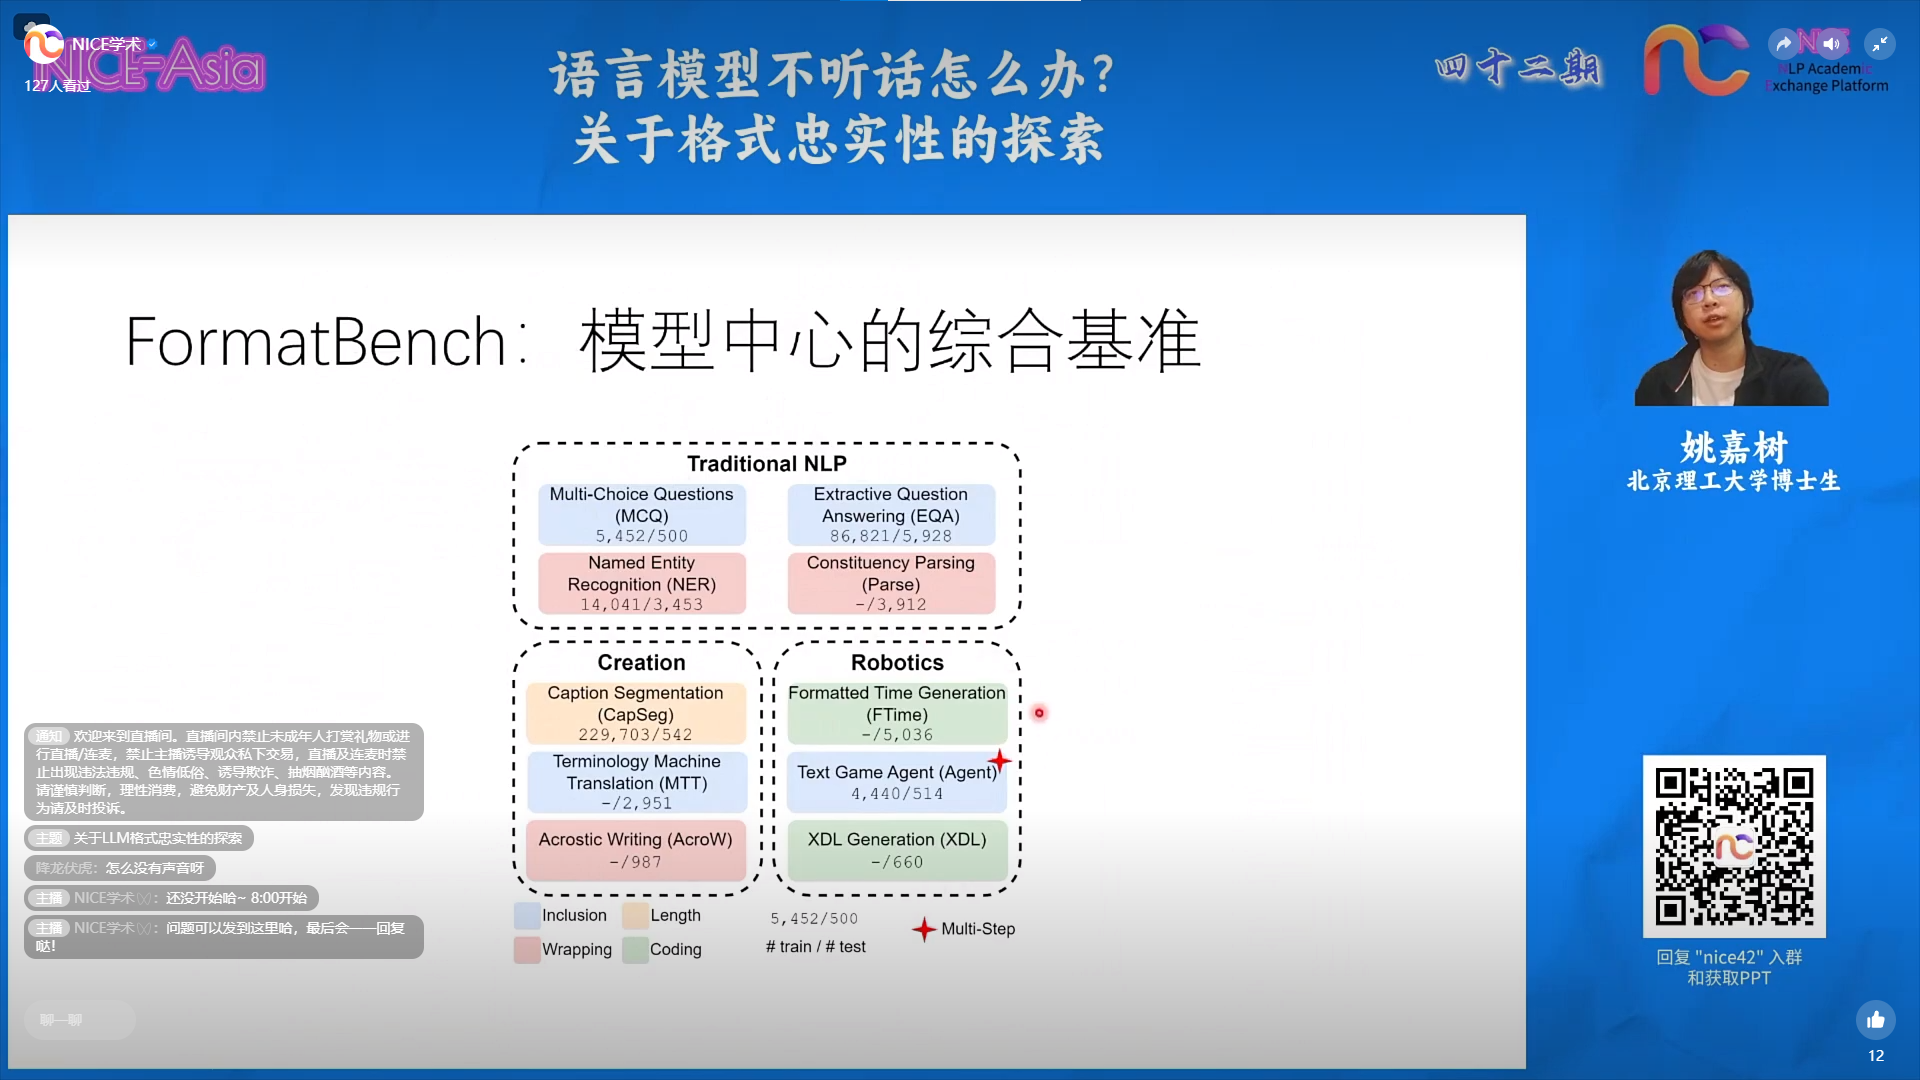 NICE学术
NICE-Asia
127人看过
语言模型不听话怎么办？
关于格式忠实性的探索
四十二期
NICE
NLP Academic
Exchange Platform
FormatBench： 模型中心的综合基准
Traditional NLP
Multi-Choice Questions
(MCQ)
5,452/500
Extractive Question
Answering (EQA)
86,821/5,928
Named Entity
Recognition (NER)
14,041/3,453
Constituency Parsing
(Parse)
-/3,912
Creation
Caption Segmentation
(CapSeg)
229,703/542
Terminology Machine
Translation (MTT)
-/2,951
Acrostic Writing (AcroW)
-/987
Robotics
Formatted Time Generation
(FTime)
-/5,036
Text Game Agent (Agent)
4,440/514
XDL Generation (XDL)
-/660
Inclusion
Length
Wrapping
Coding
5,452/500
# train / # test
Multi-Step
姚嘉树
北京理工大学博士生
回复 "nice42" 入群
和获取PPT
通知 欢迎来到直播间。直播间内禁止未成年人打赏礼物或进
行直播/连麦，禁止主播诱导观众私下交易，直播及连麦时禁
止出现违法违规、色情低俗、诱导欺诈、抽烟酗酒等内容。
请谨慎判断，理性消费，避免财产及人身损失，发现违规行
为请及时投诉。
主题 关于LLM格式忠实性的探索
降龙伏虎：怎么没有声音呀
主播 NICE学术：还没开始哈~ 8:00开始
主播 NICE学术：问题可以发到这里哈，最后会一一回复
哒！
聊一聊
12